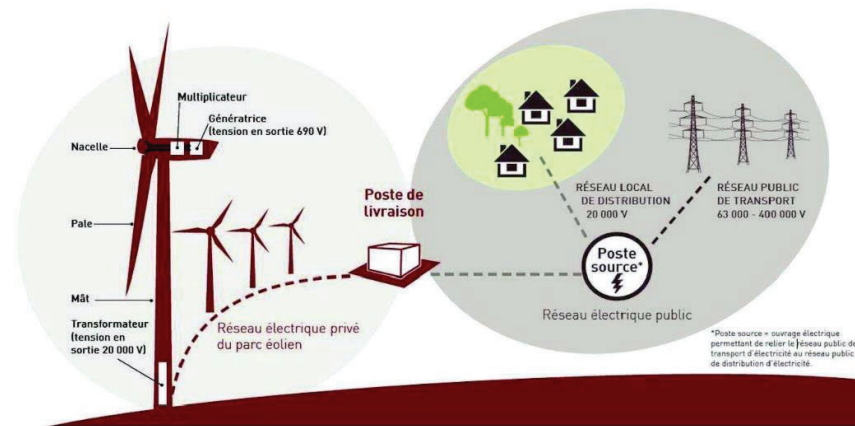 Multiplicateur
Génératrice
(tension en sortie 690 V)
Nacelle
Pale
Mât
Transformateur
(tension en
sortie 20 000 V)
Réseau électrique privé
du parc éolien
Poste de
livraison
RÉSEAU LOCAL
DE DISTRIBUTION
20 000 V
RÉSEAU PUBLIC
DE TRANSPORT
63 000 - 400 000 V
Poste
source*
Réseau électrique public
*Poste source = ouvrage électrique
permettant de relier le réseau public de
transport d'électricité au réseau public
de distribution d'électricité.